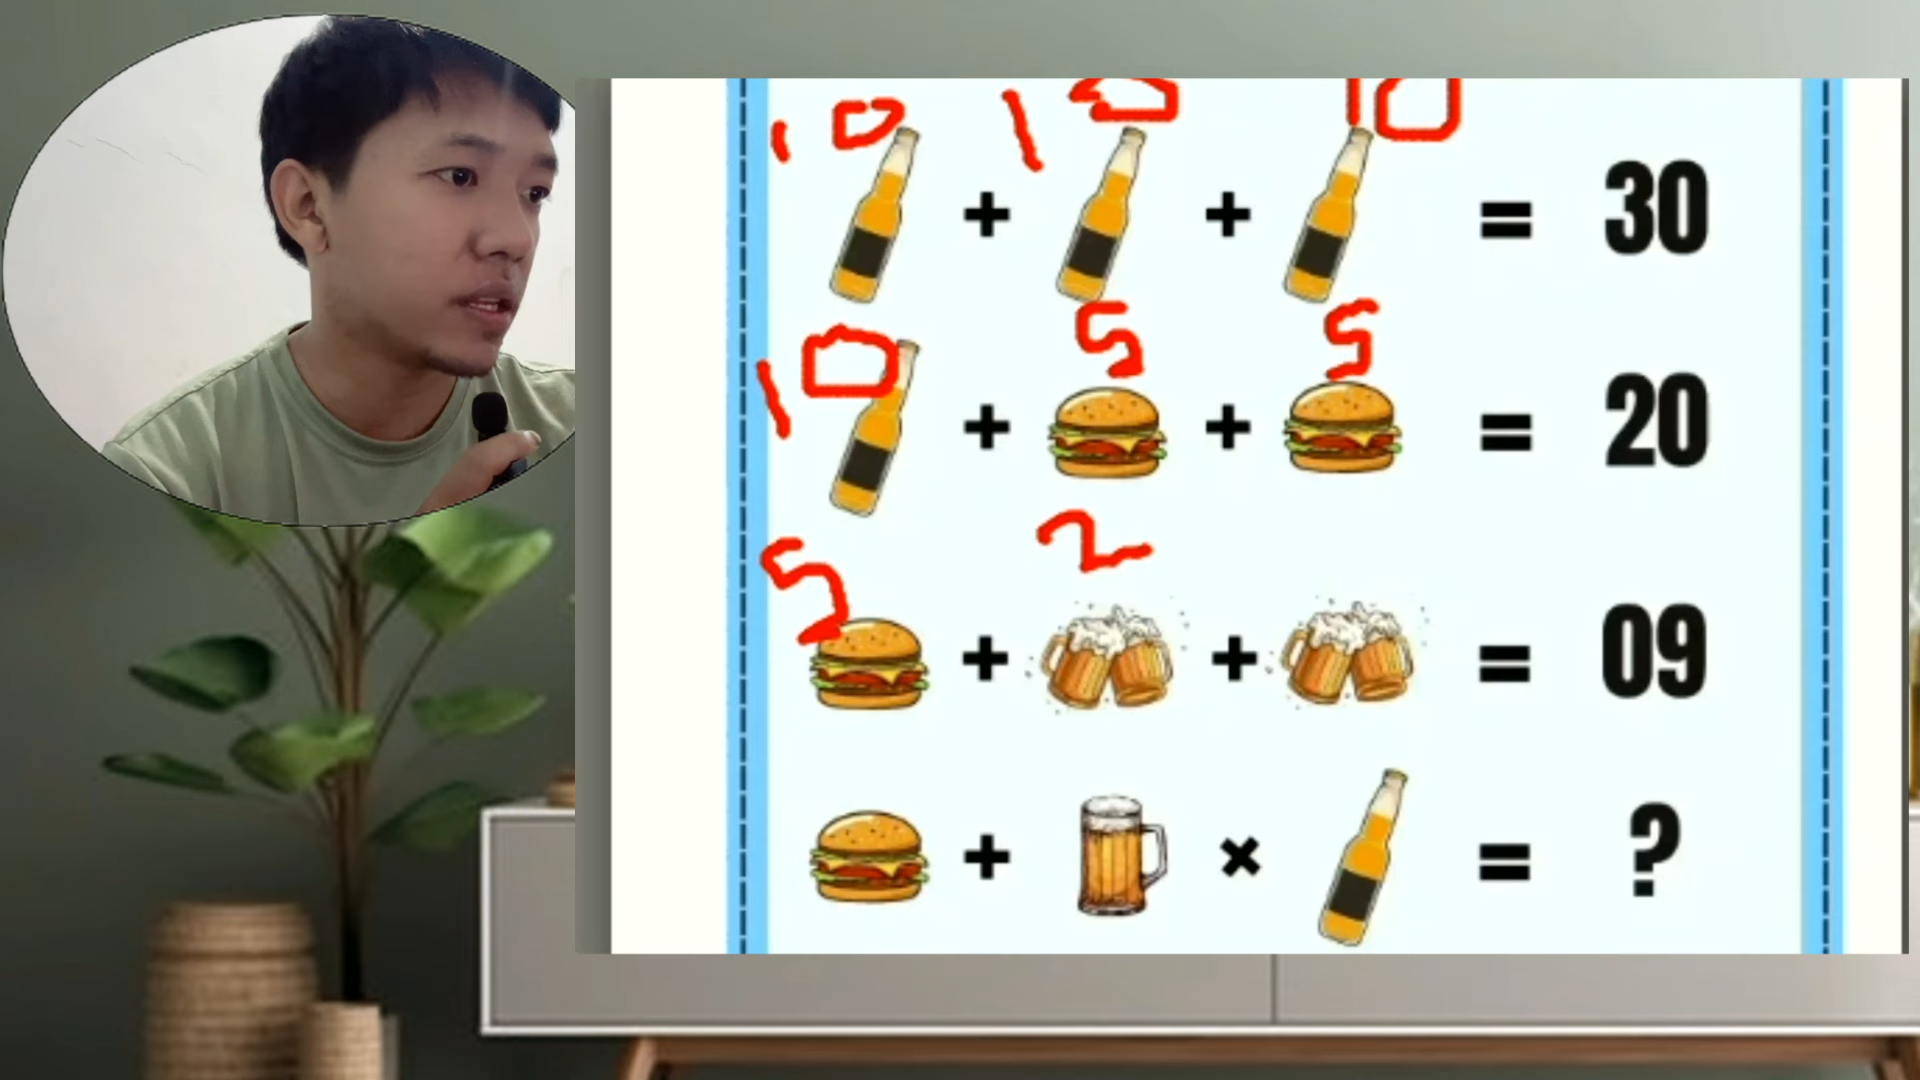 10 10 10
+ + = 30
10 5 5
+ + = 20
5 2
+ + = 09
+ × = ?